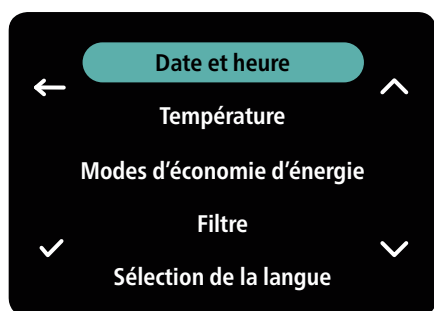 Date et heure
Température
Modes d’économie d’énergie
Filtre
Sélection de la langue